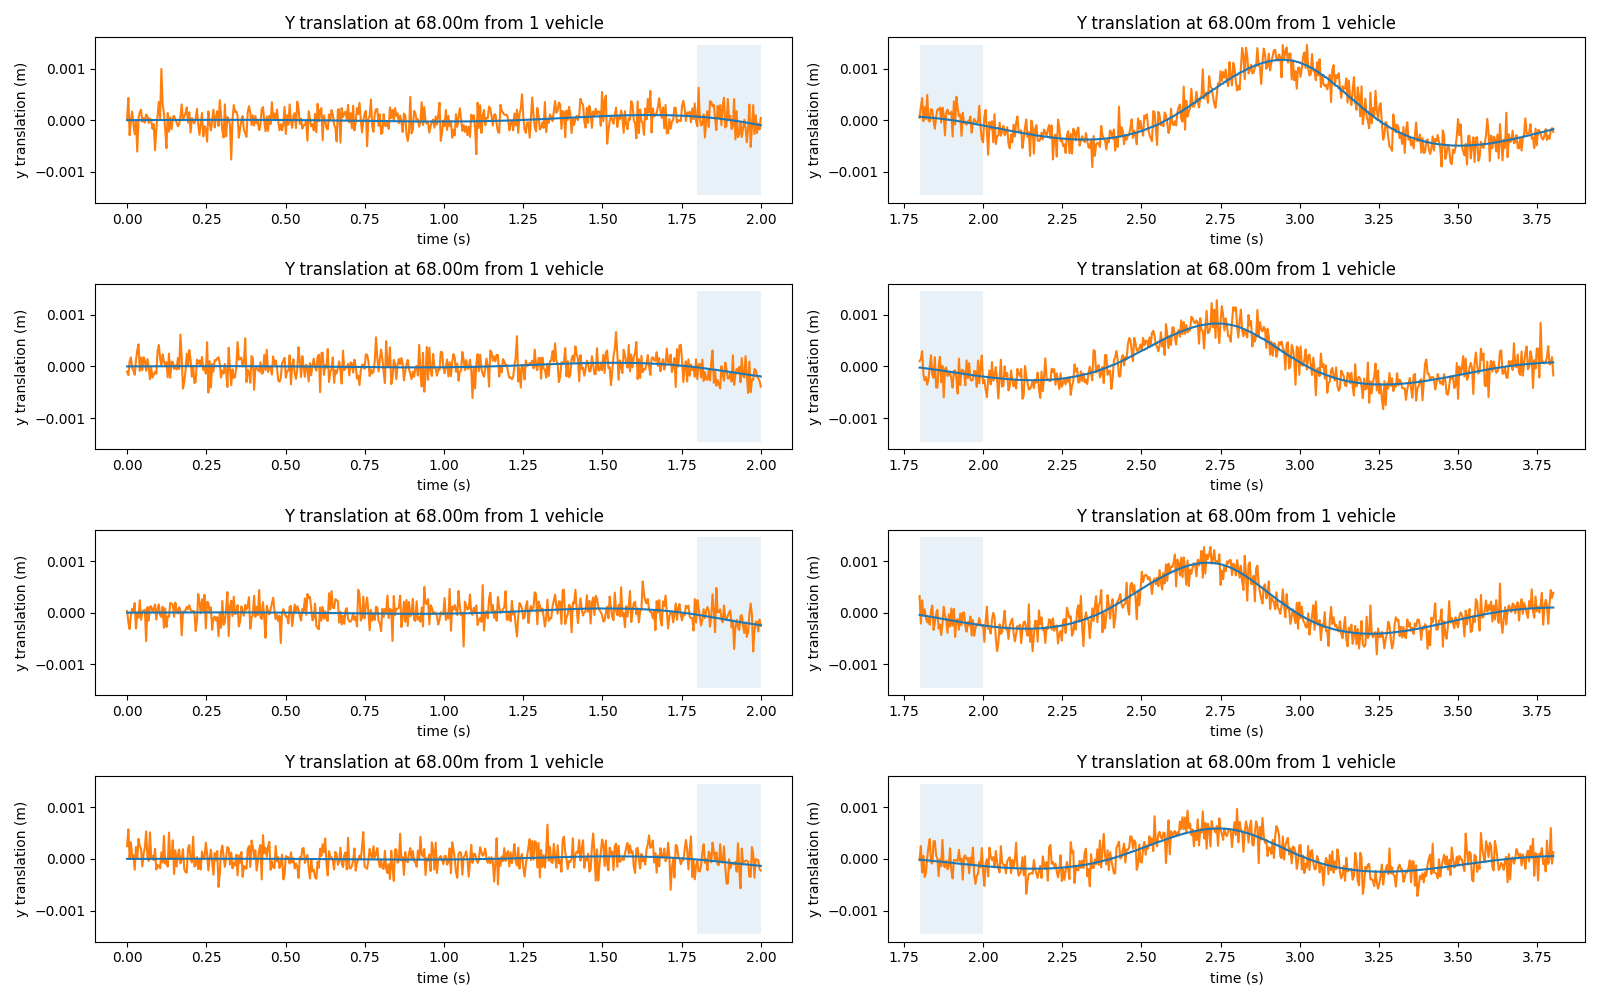 Y translation at 68.00m from 1 vehicle
y translation (m)
0.001
0.000
−0.001
0.00 0.25 0.50 0.75 1.00 1.25 1.50 1.75 2.00
time (s)
Y translation at 68.00m from 1 vehicle
y translation (m)
0.001
0.000
−0.001
1.75 2.00 2.25 2.50 2.75 3.00 3.25 3.50 3.75
time (s)
Y translation at 68.00m from 1 vehicle
y translation (m)
0.001
0.000
−0.001
0.00 0.25 0.50 0.75 1.00 1.25 1.50 1.75 2.00
time (s)
Y translation at 68.00m from 1 vehicle
y translation (m)
0.001
0.000
−0.001
1.75 2.00 2.25 2.50 2.75 3.00 3.25 3.50 3.75
time (s)
Y translation at 68.00m from 1 vehicle
y translation (m)
0.001
0.000
−0.001
0.00 0.25 0.50 0.75 1.00 1.25 1.50 1.75 2.00
time (s)
Y translation at 68.00m from 1 vehicle
y translation (m)
0.001
0.000
−0.001
1.75 2.00 2.25 2.50 2.75 3.00 3.25 3.50 3.75
time (s)
Y translation at 68.00m from 1 vehicle
y translation (m)
0.001
0.000
−0.001
0.00 0.25 0.50 0.75 1.00 1.25 1.50 1.75 2.00
time (s)
Y translation at 68.00m from 1 vehicle
y translation (m)
0.001
0.000
−0.001
1.75 2.00 2.25 2.50 2.75 3.00 3.25 3.50 3.75
time (s)